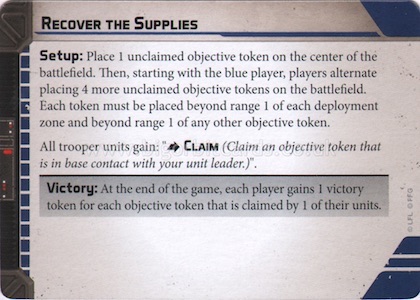 Recover the Supplies
Setup: Place 1 unclaimed objective token on the center of the
battlefield. Then, starting with the blue player, players alternate
placing 4 more unclaimed objective tokens on the battlefield.
Each token must be placed beyond range 1 of each deployment
zone and beyond range 1 of any other objective token.
All trooper units gain: " Claim (Claim an objective token that
is in base contact with your unit leader.)".
Victory: At the end of the game, each player gains 1 victory
token for each objective token that is claimed by 1 of their units.
© LFL © FFG